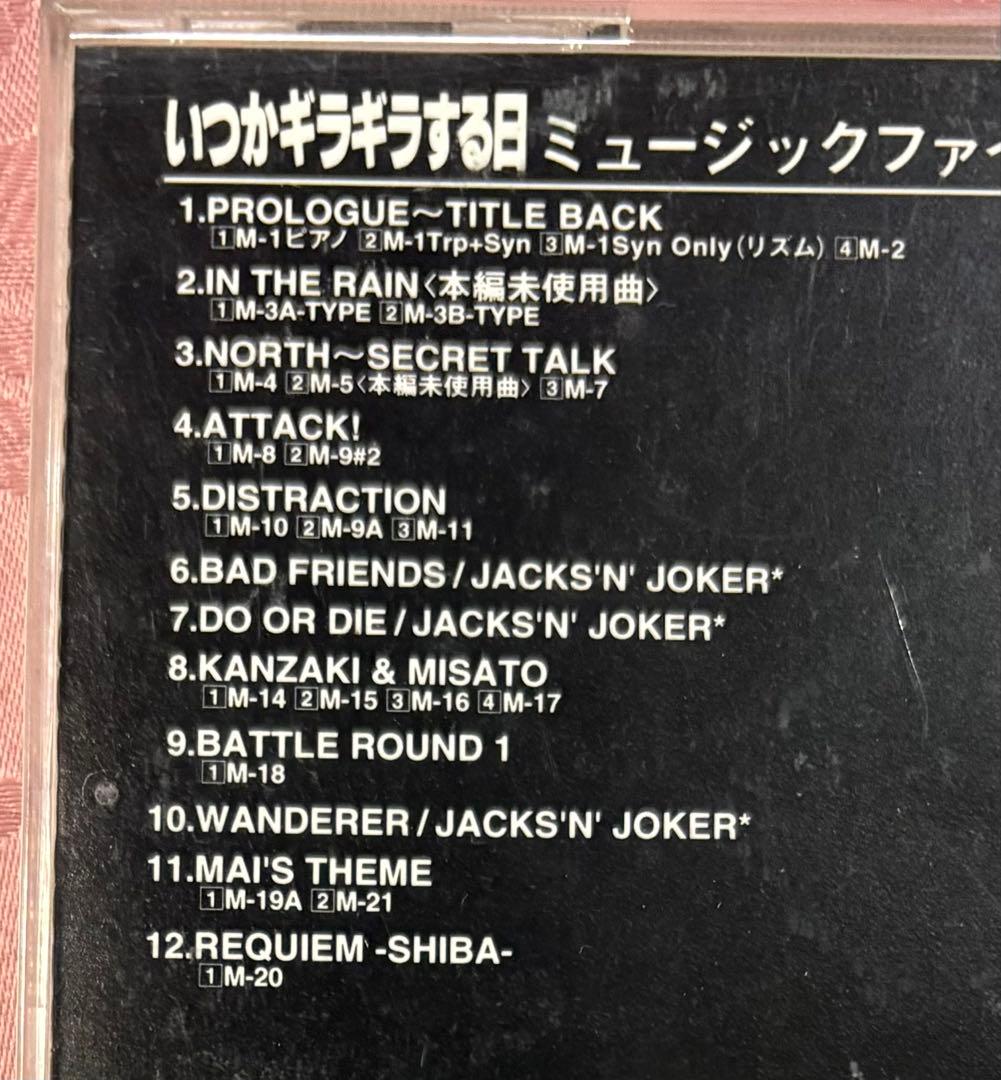 いつかギラギラする日 ミュージックファイ
1.PROLOGUE～TITLE BACK
1M-1ピアノ 2M-1Trp+Syn 3M-1Syn Only(リズム) 4M-2
2.IN THE RAIN〈本編未使用曲〉
1M-3A-TYPE 2M-3B-TYPE
3.NORTH～SECRET TALK
1M-4 2M-5〈本編未使用曲〉 3M-7
4.ATTACK!
1M-8 2M-9#2
5.DISTRACTION
1M-10 2M-9A 3M-11
6.BAD FRIENDS/JACKS'N' JOKER*
7.DO OR DIE/JACKS'N' JOKER*
8.KANZAKI & MISATO
1M-14 2M-15 3M-16 4M-17
9.BATTLE ROUND 1
1M-18
10.WANDERER/JACKS'N' JOKER*
11.MAI'S THEME
1M-19A 2M-21
12.REQUIEM -SHIBA-
1M-20